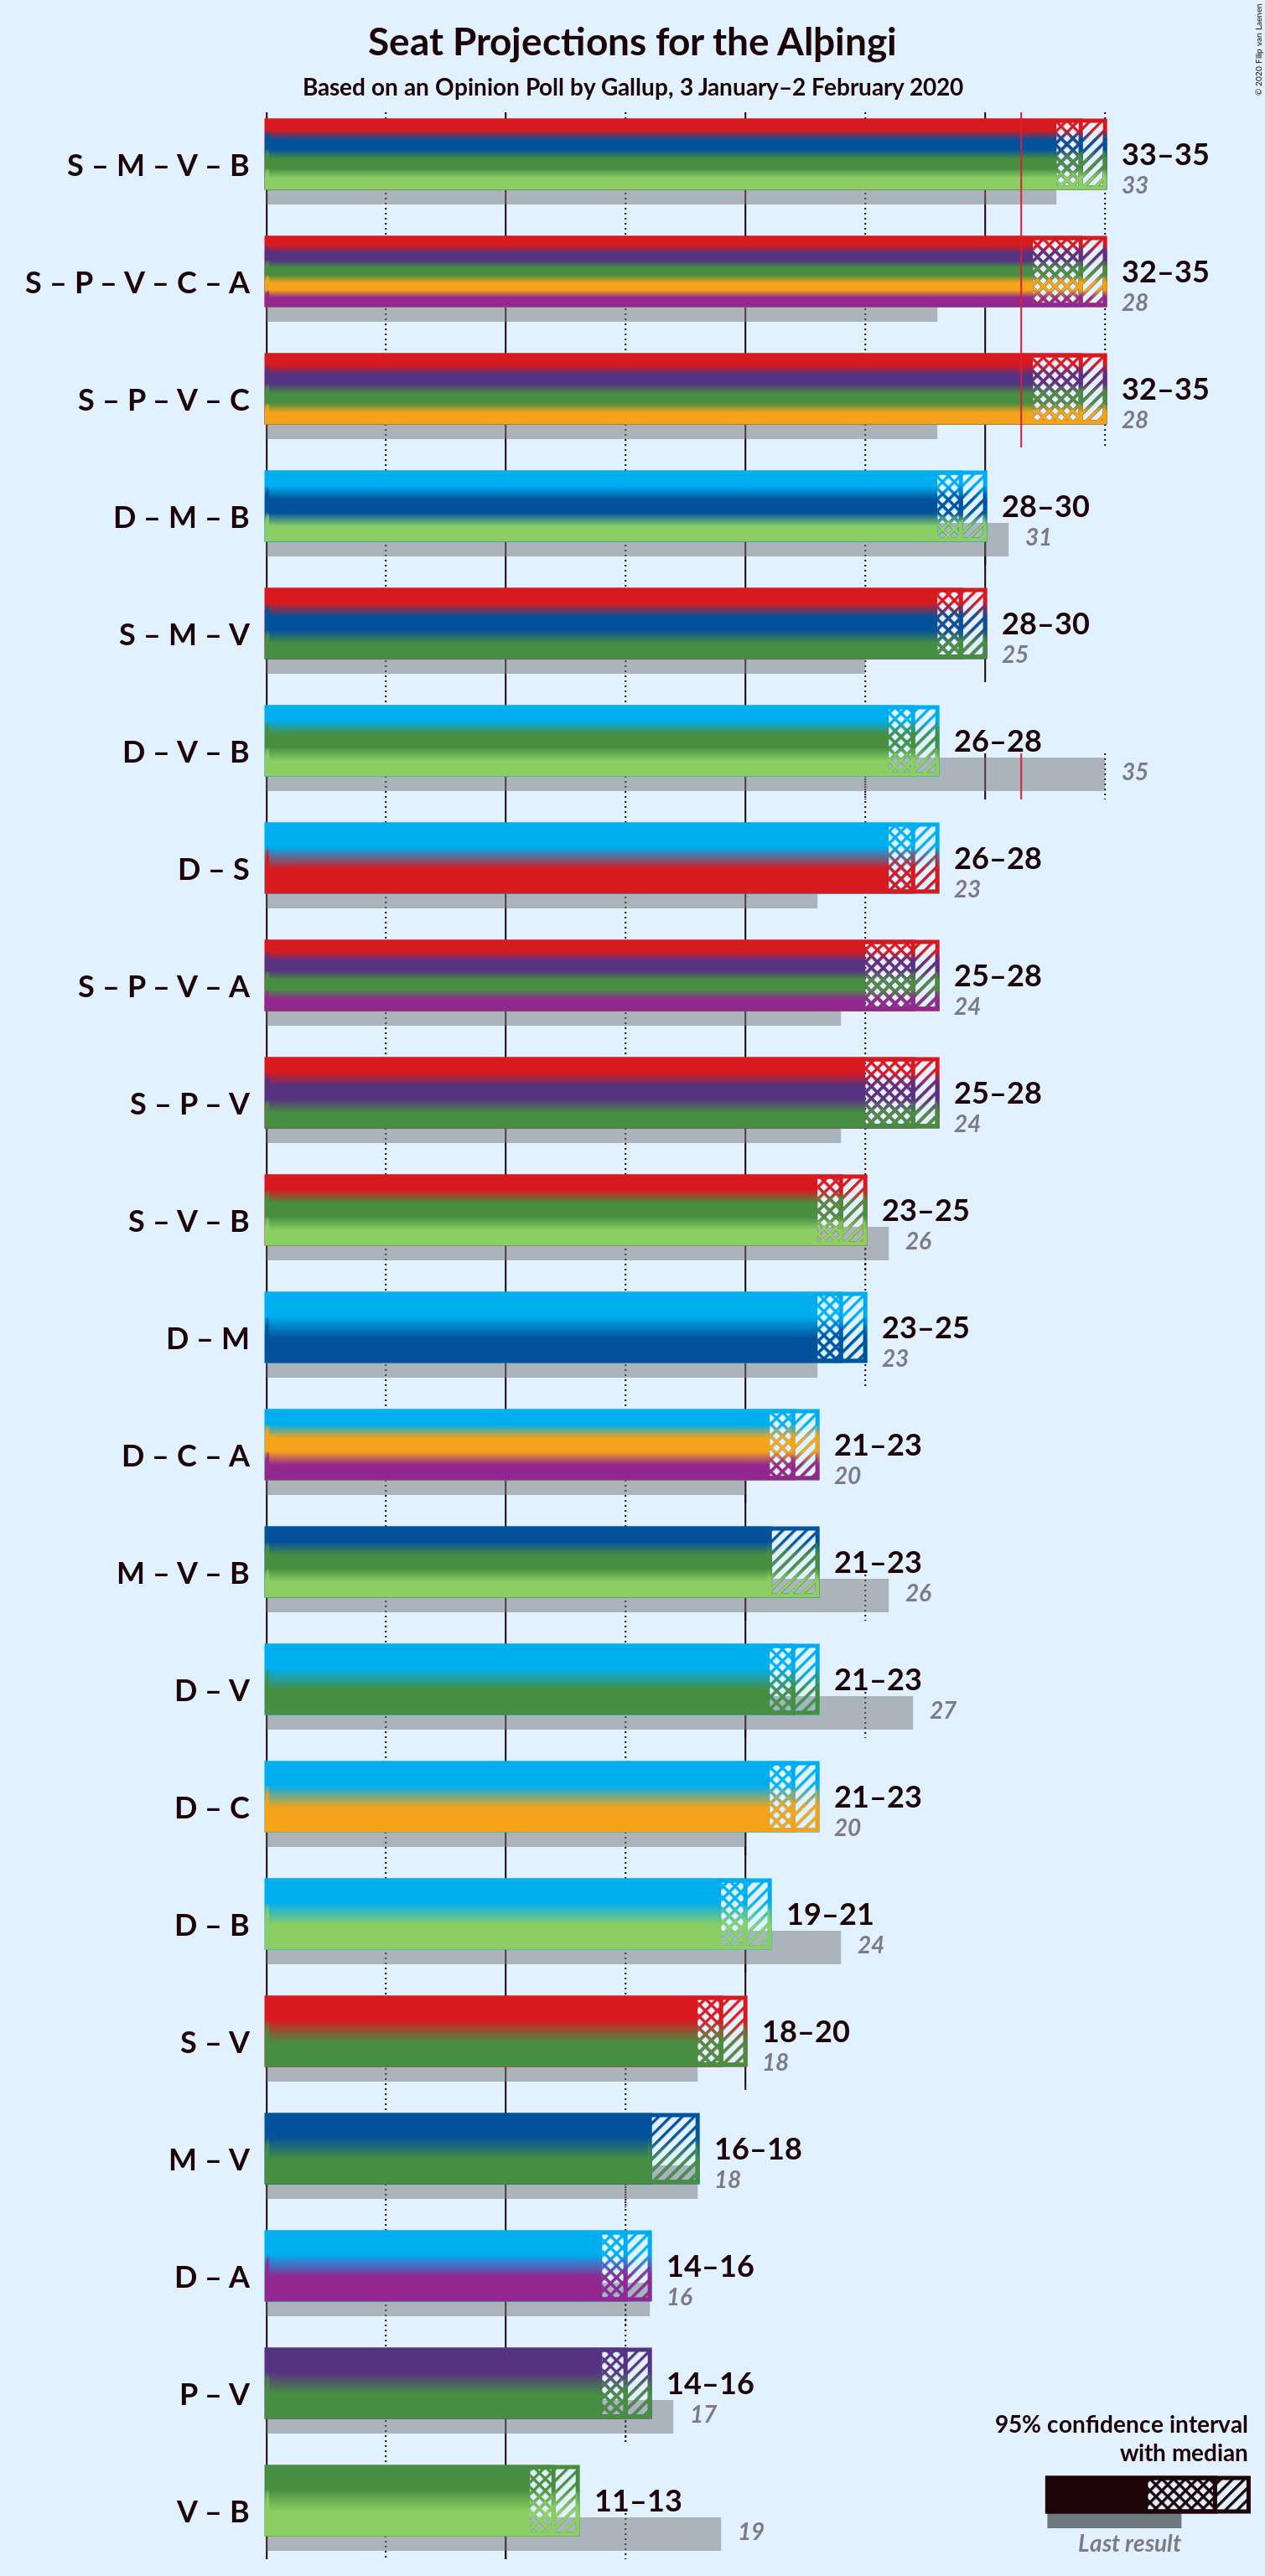 Seat Projections for the Alþingi
Based on an Opinion Poll by Gallup, 3 January–2 February 2020
© 2020 Filip van Laenen
S – M – V – B
33–35
33
S – P – V – C – A
32–35
28
S – P – V – C
32–35
28
D – M – B
28–30
31
S – M – V
28–30
25
D – V – B
26–28
35
D – S
26–28
23
S – P – V – A
25–28
24
S – P – V
25–28
24
S – V – B
23–25
26
D – M
23–25
23
D – C – A
21–23
20
M – V – B
21–23
26
D – V
21–23
27
D – C
21–23
20
D – B
19–21
24
S – V
18–20
18
M – V
16–18
18
D – A
14–16
16
P – V
14–16
17
V – B
11–13
19
95% confidence interval
with median
Last result